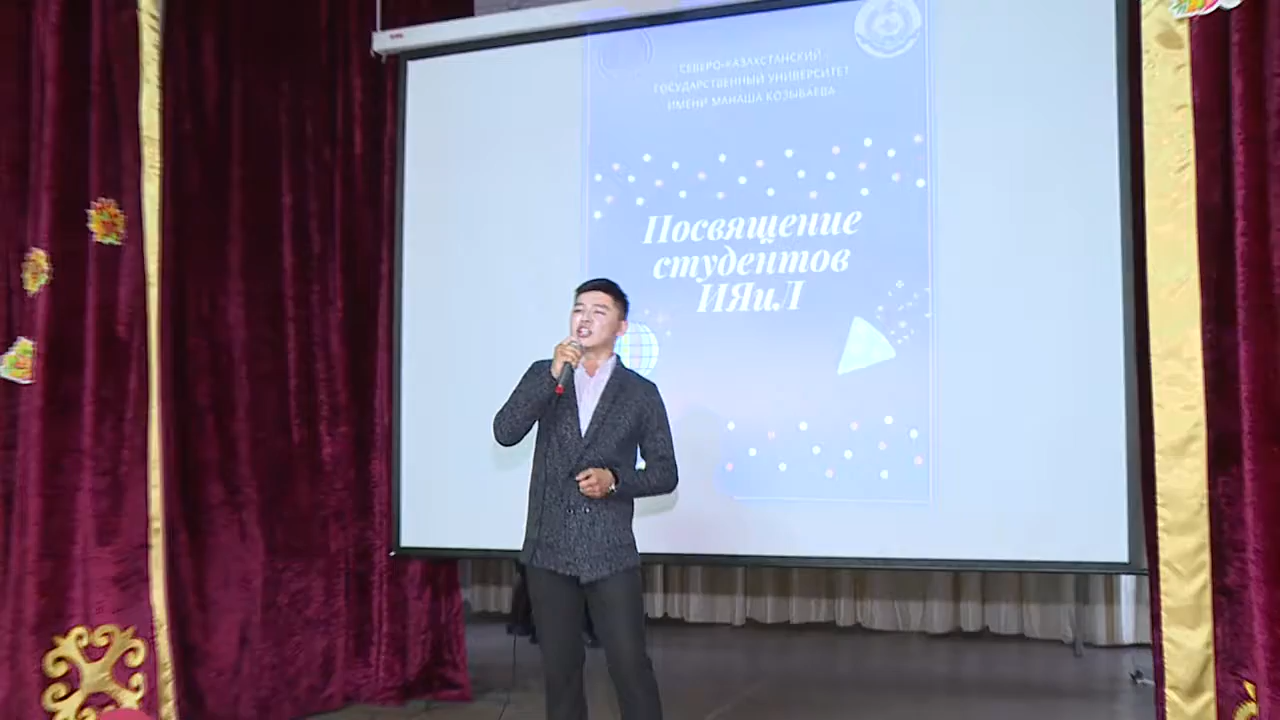 СЕВЕРО-КАЗАХСТАНСКИЙ
ГОСУДАРСТВЕННЫЙ УНИВЕРСИТЕТ
ИМЕНИ МАНАША КОЗЫБАЕВА
Посвящение
студентов
ИЯиЛ